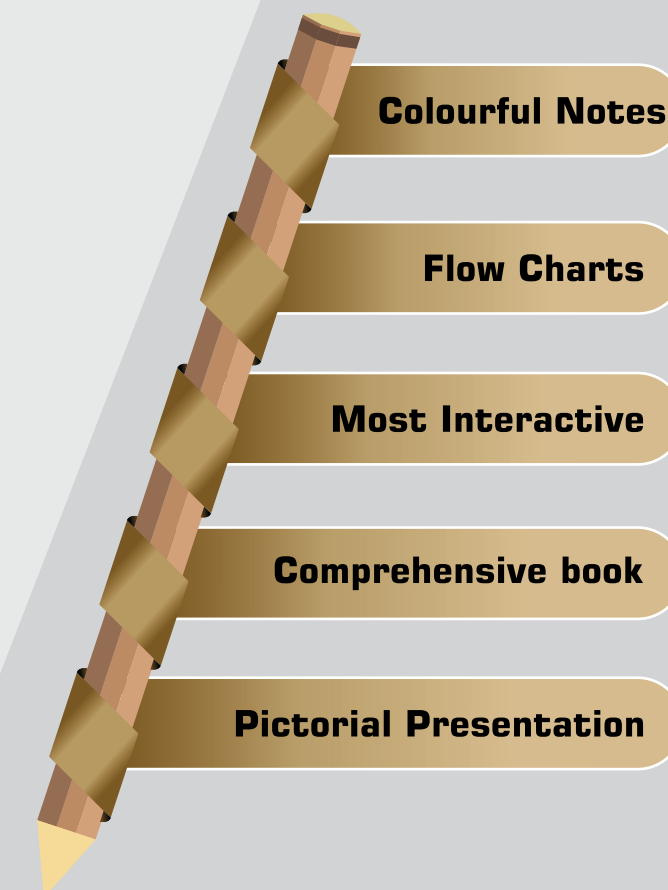 Colourful Notes
Flow Charts
Most Interactive
Comprehensive book
Pictorial Presentation